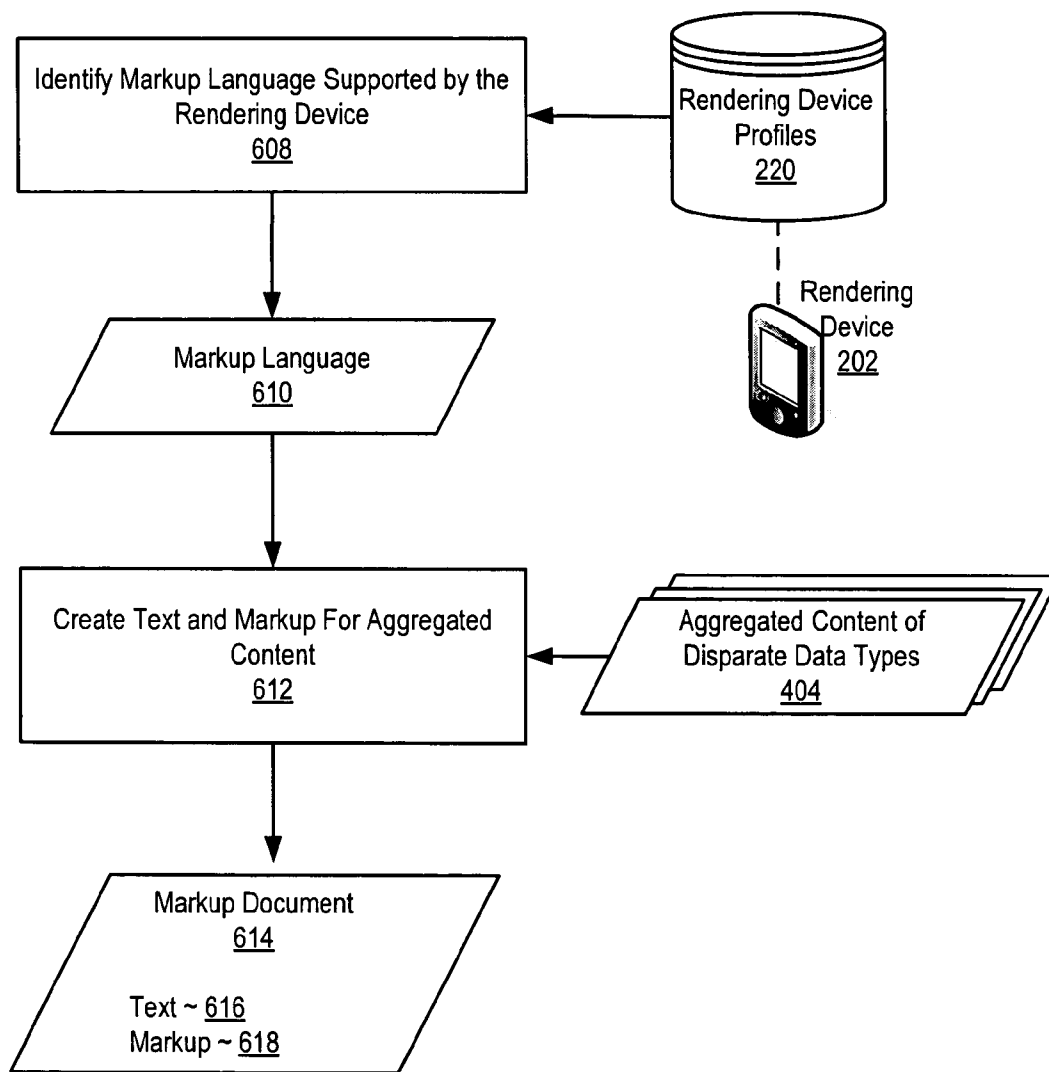 Identify Markup Language Supported by the
Rendering Device
608
Rendering Device
Profiles
220
Rendering
Device
202
Markup Language
610
Create Text and Markup For Aggregated
Content
612
Aggregated Content of
Disparate Data Types
404
Markup Document
614
Text ~ 616
Markup ~ 618